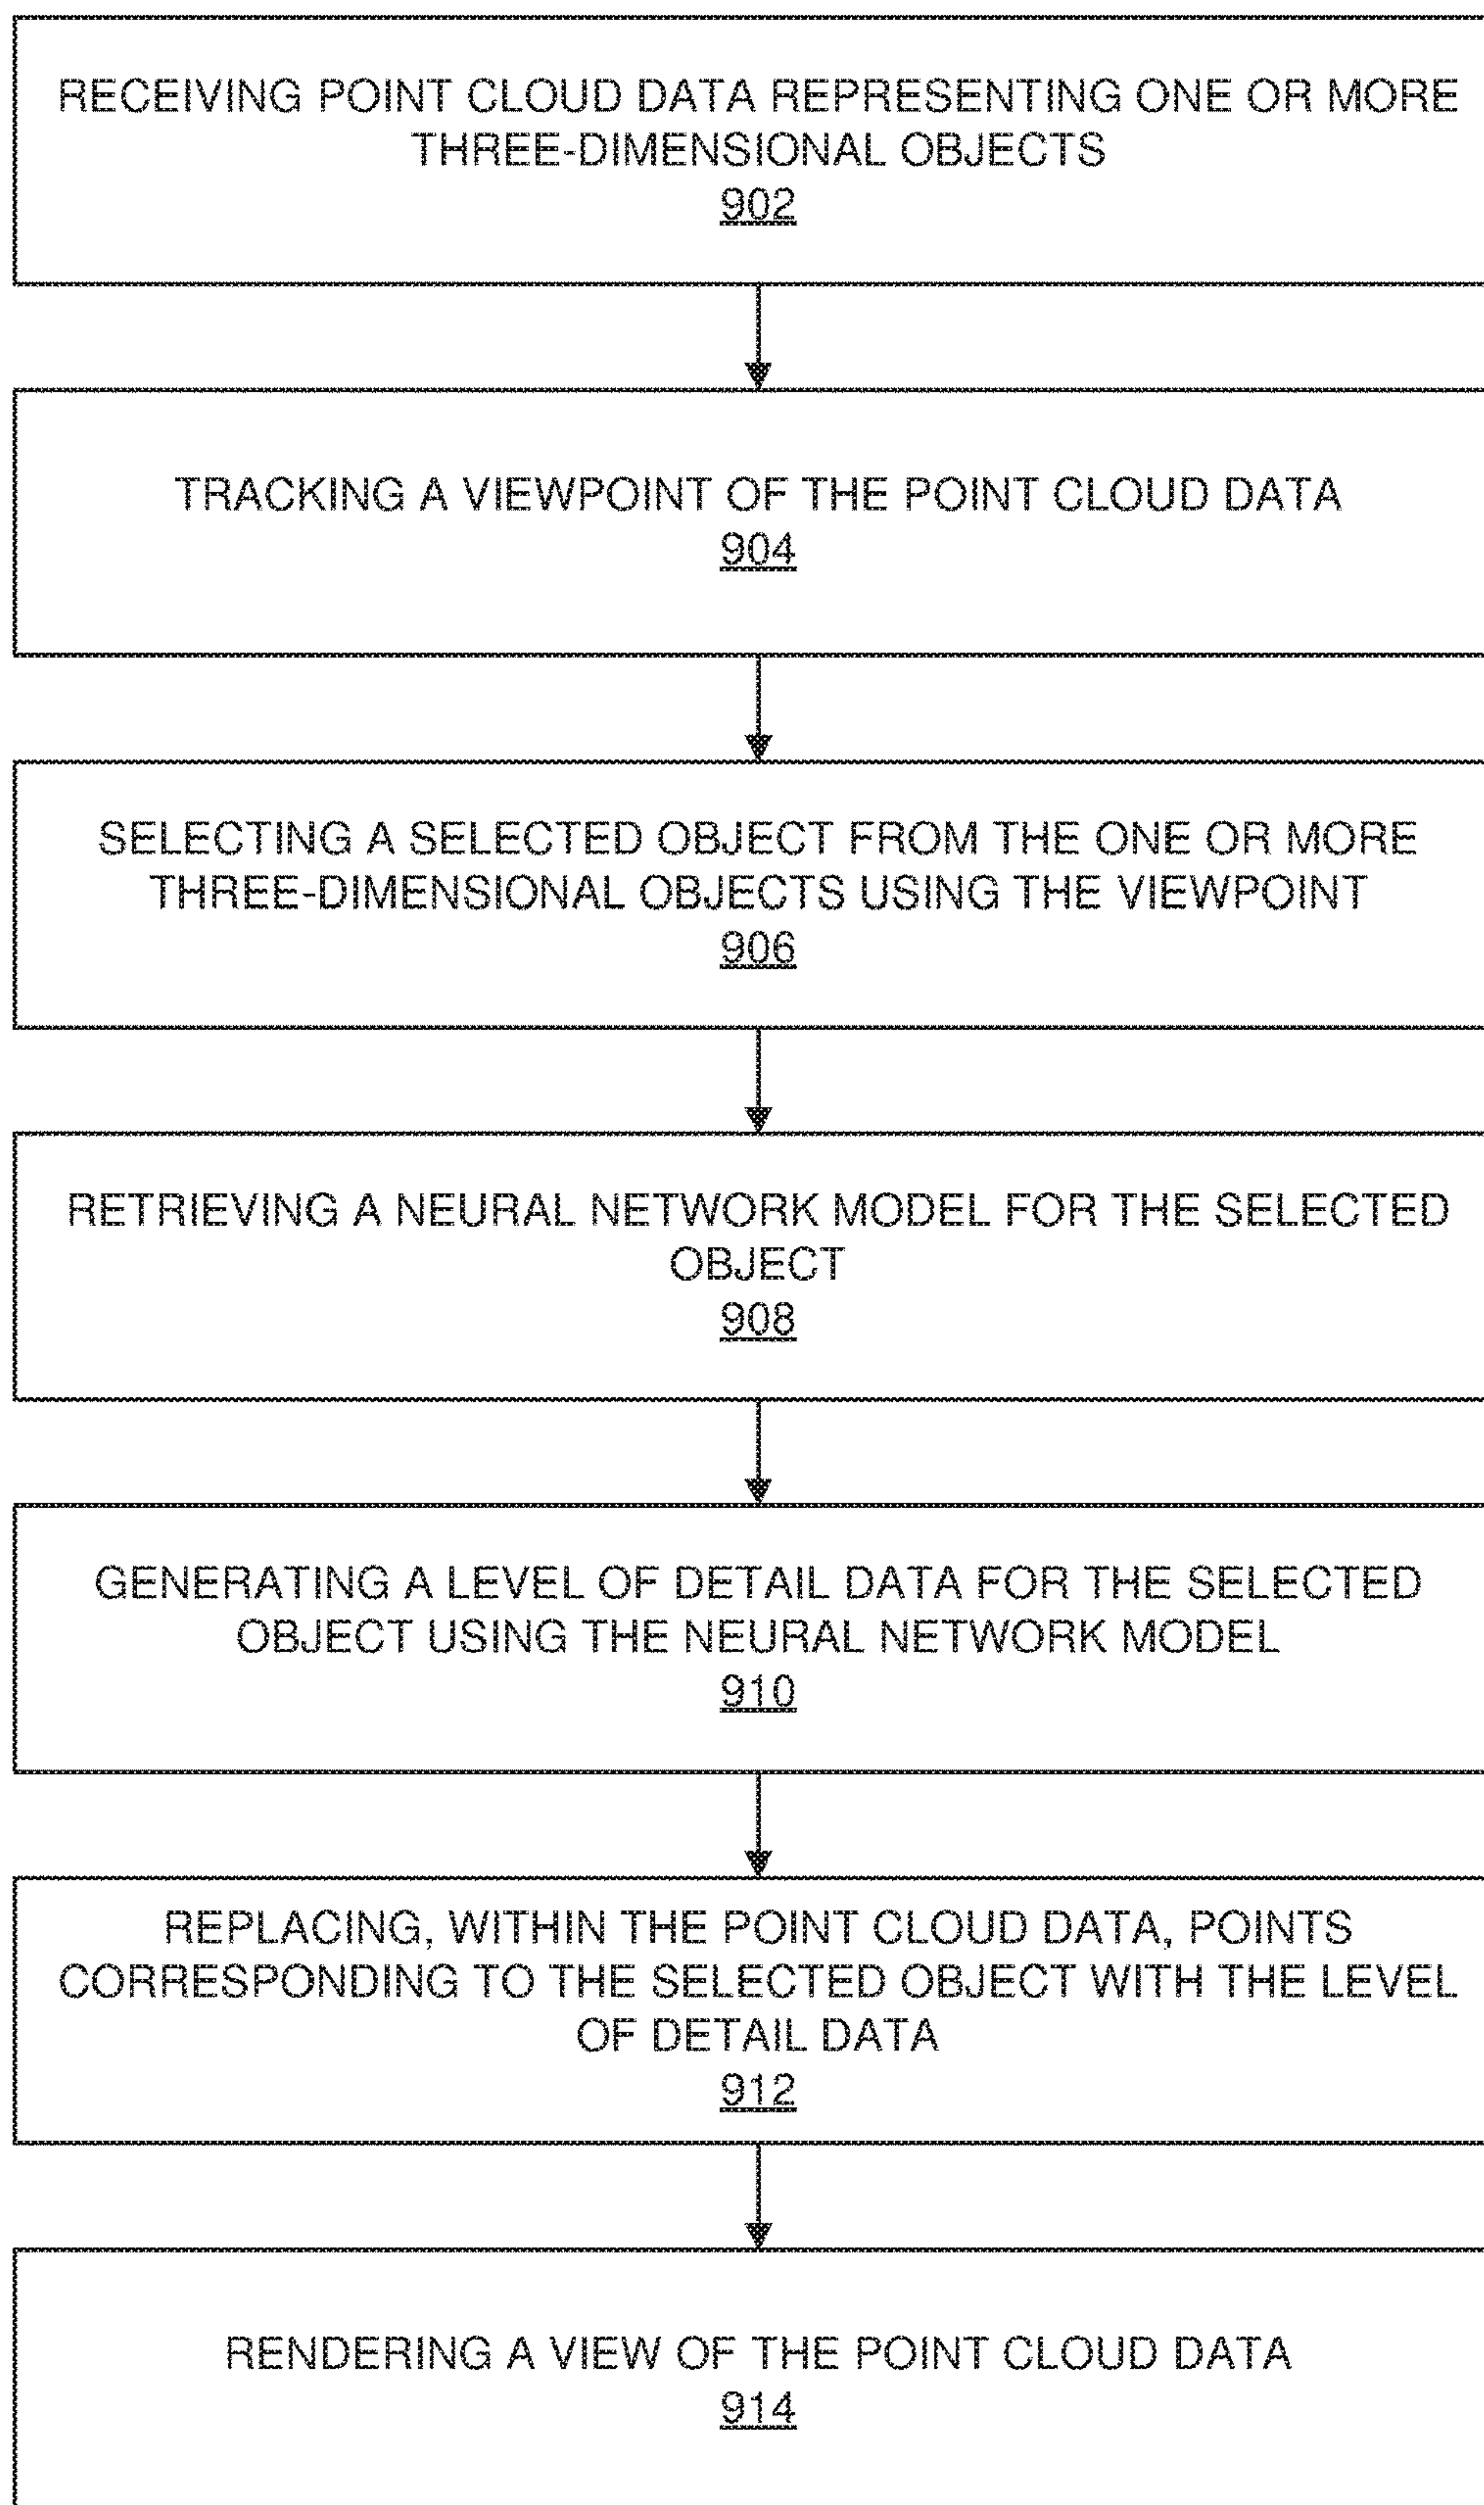 RECEIVING POINT CLOUD DATA REPRESENTING ONE OR MORE
THREE-DIMENSIONAL OBJECTS
902
TRACKING A VIEWPOINT OF THE POINT CLOUD DATA
904
SELECTING A SELECTED OBJECT FROM THE ONE OR MORE
THREE-DIMENSIONAL OBJECTS USING THE VIEWPOINT
906
RETRIEVING A NEURAL NETWORK MODEL FOR THE SELECTED
OBJECT
908
GENERATING A LEVEL OF DETAIL DATA FOR THE SELECTED
OBJECT USING THE NEURAL NETWORK MODEL
910
REPLACING, WITHIN THE POINT CLOUD DATA, POINTS
CORRESPONDING TO THE SELECTED OBJECT WITH THE LEVEL
OF DETAIL DATA
912
RENDERING A VIEW OF THE POINT CLOUD DATA
914